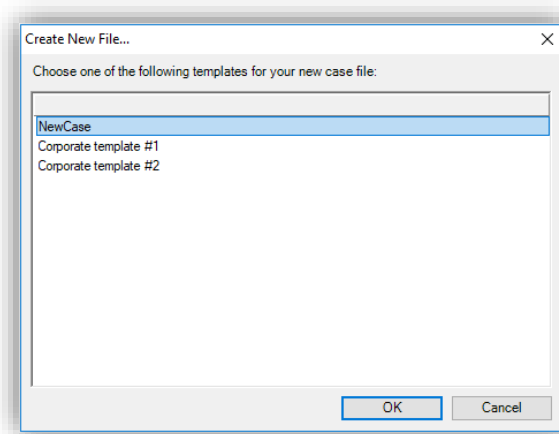 Create New File...
Choose one of the following templates for your new case file:
NewCase
Corporate template #1
Corporate template #2
OK Cancel